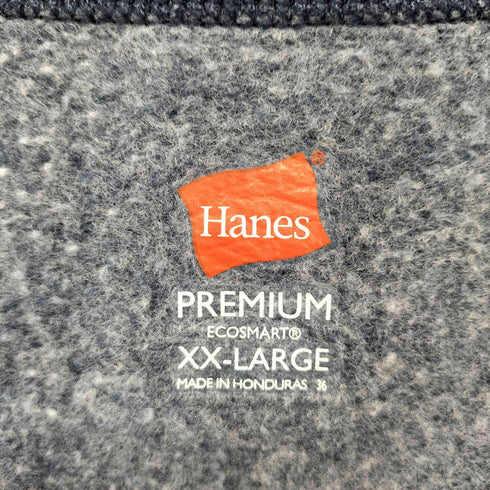 Hanes®
PREMIUM
ECOSMART®
XX-LARGE
MADE IN HONDURAS 36